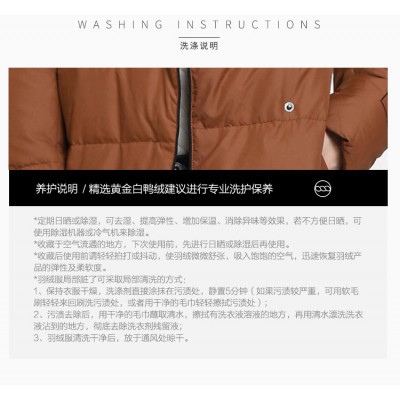 WASHING INSTRUCTIONS
洗涤说明
养护说明 / 精选黄金白鸭绒建议进行专业洗护保养
*定期日晒或除湿，可去湿、提高弹性、增加保温、消除异味等效果，若不方便日晒，可
使用除湿机器或冷气机来除湿。
*收藏于空气流通的地方，下次使用前，先进行日晒或除湿后再使用。
*收藏后使用前请轻轻拍打或抖动，使羽绒微微舒张，吸入饱饱的空气，迅速恢复羽绒产
品的弹性及柔软度。
*羽绒服局部脏了可采取局部清洗的方式：
1、保持衣服干燥，洗涤剂直接涂抹在污渍处，静置5分钟（如果污渍较严重，可用软毛
刷轻轻来回刷洗污渍处，或者用干净的毛巾轻轻擦拭污渍处）；
2、污渍去除后，用干净的毛巾蘸取清水，擦拭有洗衣液溶液的地方，再用清水漂洗洗衣
液沾到的地方，彻底去除洗衣剂残留液；
3、羽绒服清洗干净后，放于通风处晾干。